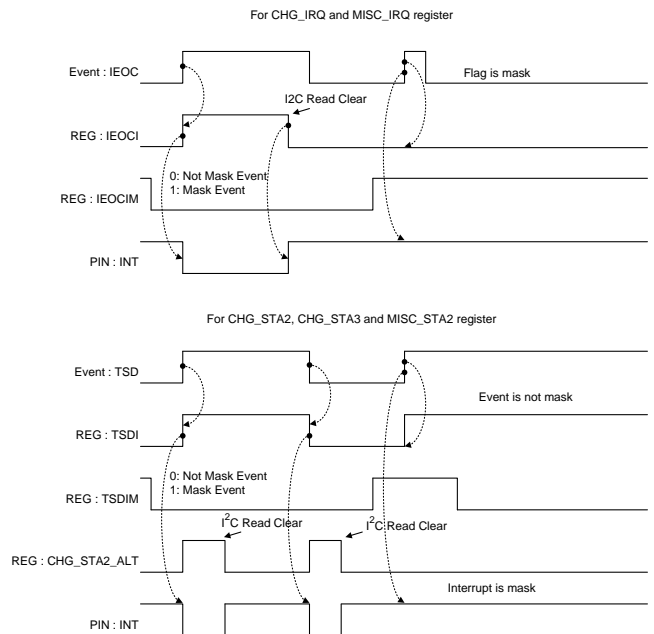 For CHG_IRQ and MISC_IRQ register
Event : IEOC
Flag is mask
I2C Read Clear
REG : IEOCI
0: Not Mask Event
1: Mask Event
REG : IEOCIM
PIN : INT
For CHG_STA2, CHG_STA3 and MISC_STA2 register
Event : TSD
Event is not mask
REG : TSDI
0: Not Mask Event
1: Mask Event
REG : TSDIM
I²C Read Clear
I²C Read Clear
REG : CHG_STA2_ALT
Interrupt is mask
PIN : INT